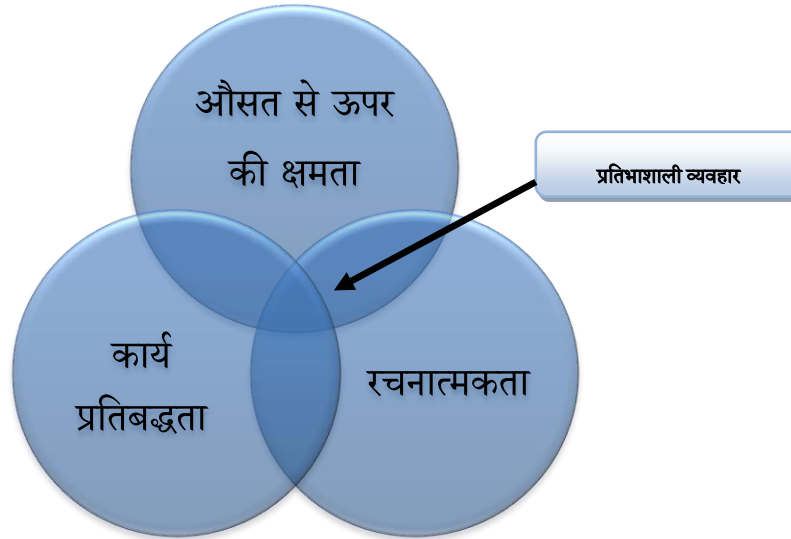 औसत से ऊपर
की क्षमता
प्रतिभाशाली व्यवहार
कार्य
प्रतिबद्धता
रचनात्मकता